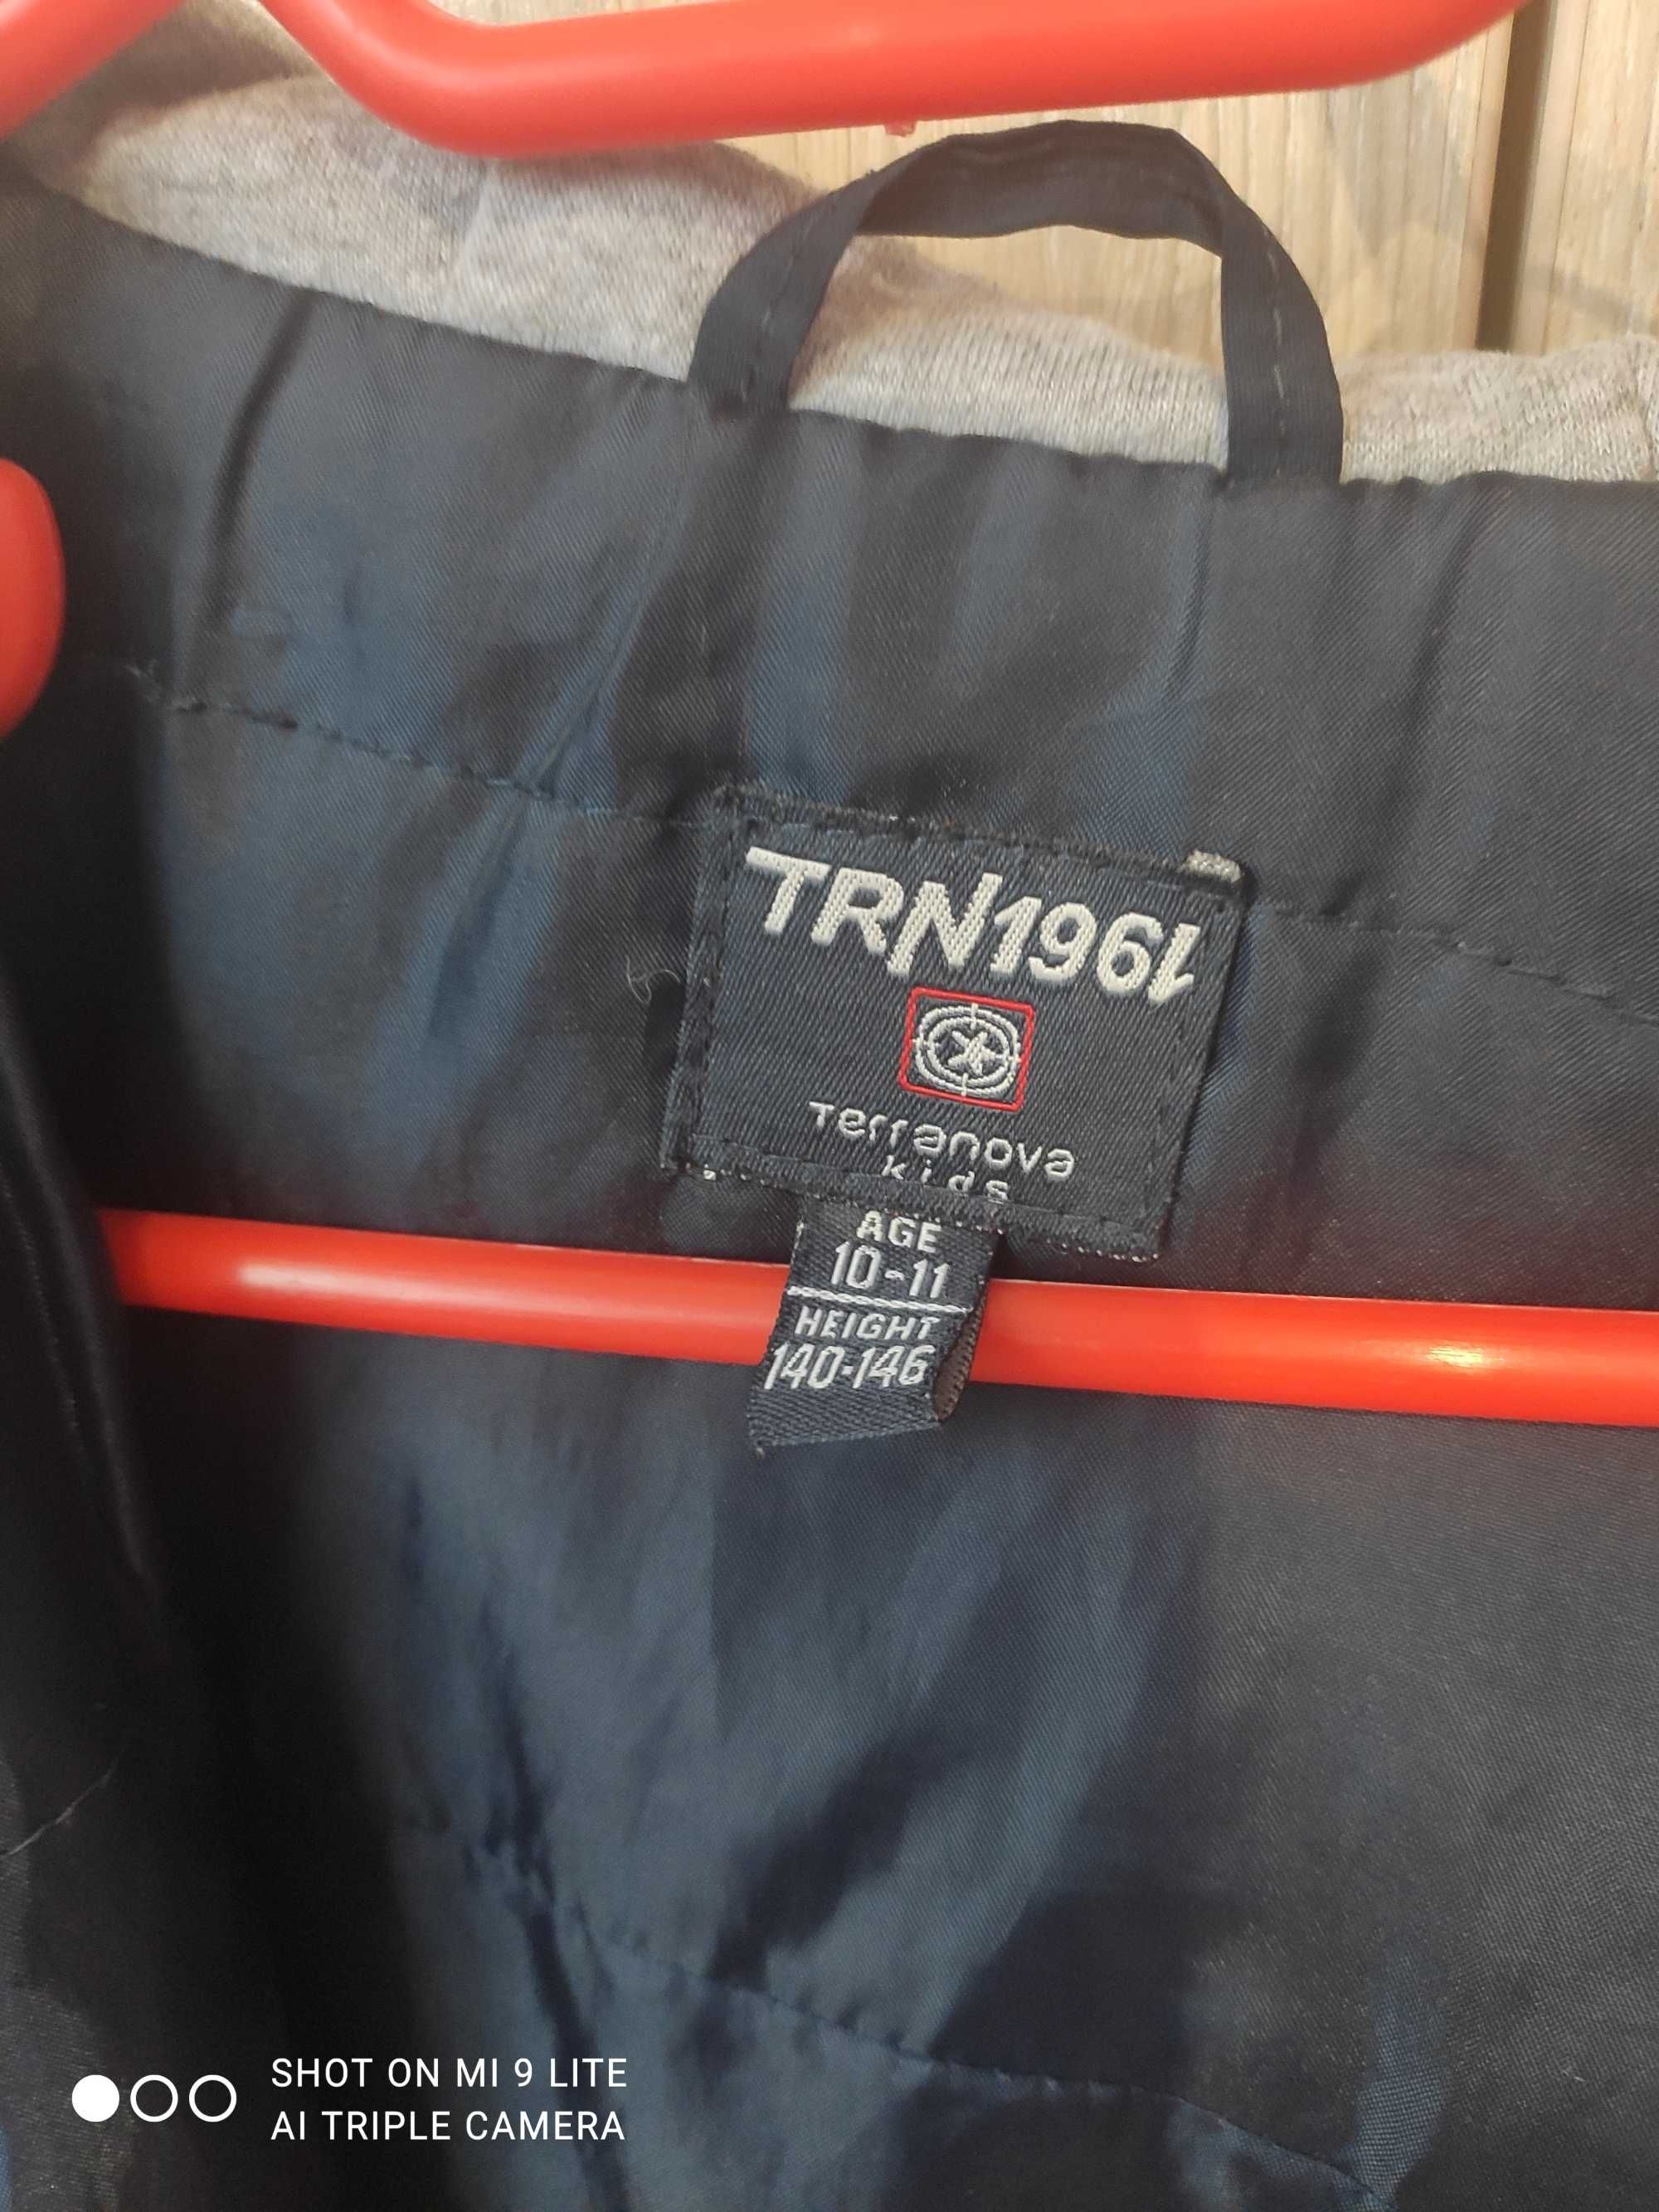 TRN1961
Terranova
kids
AGE
10-11
HEIGHT
140-146
SHOT ON MI 9 LITE
AI TRIPLE CAMERA